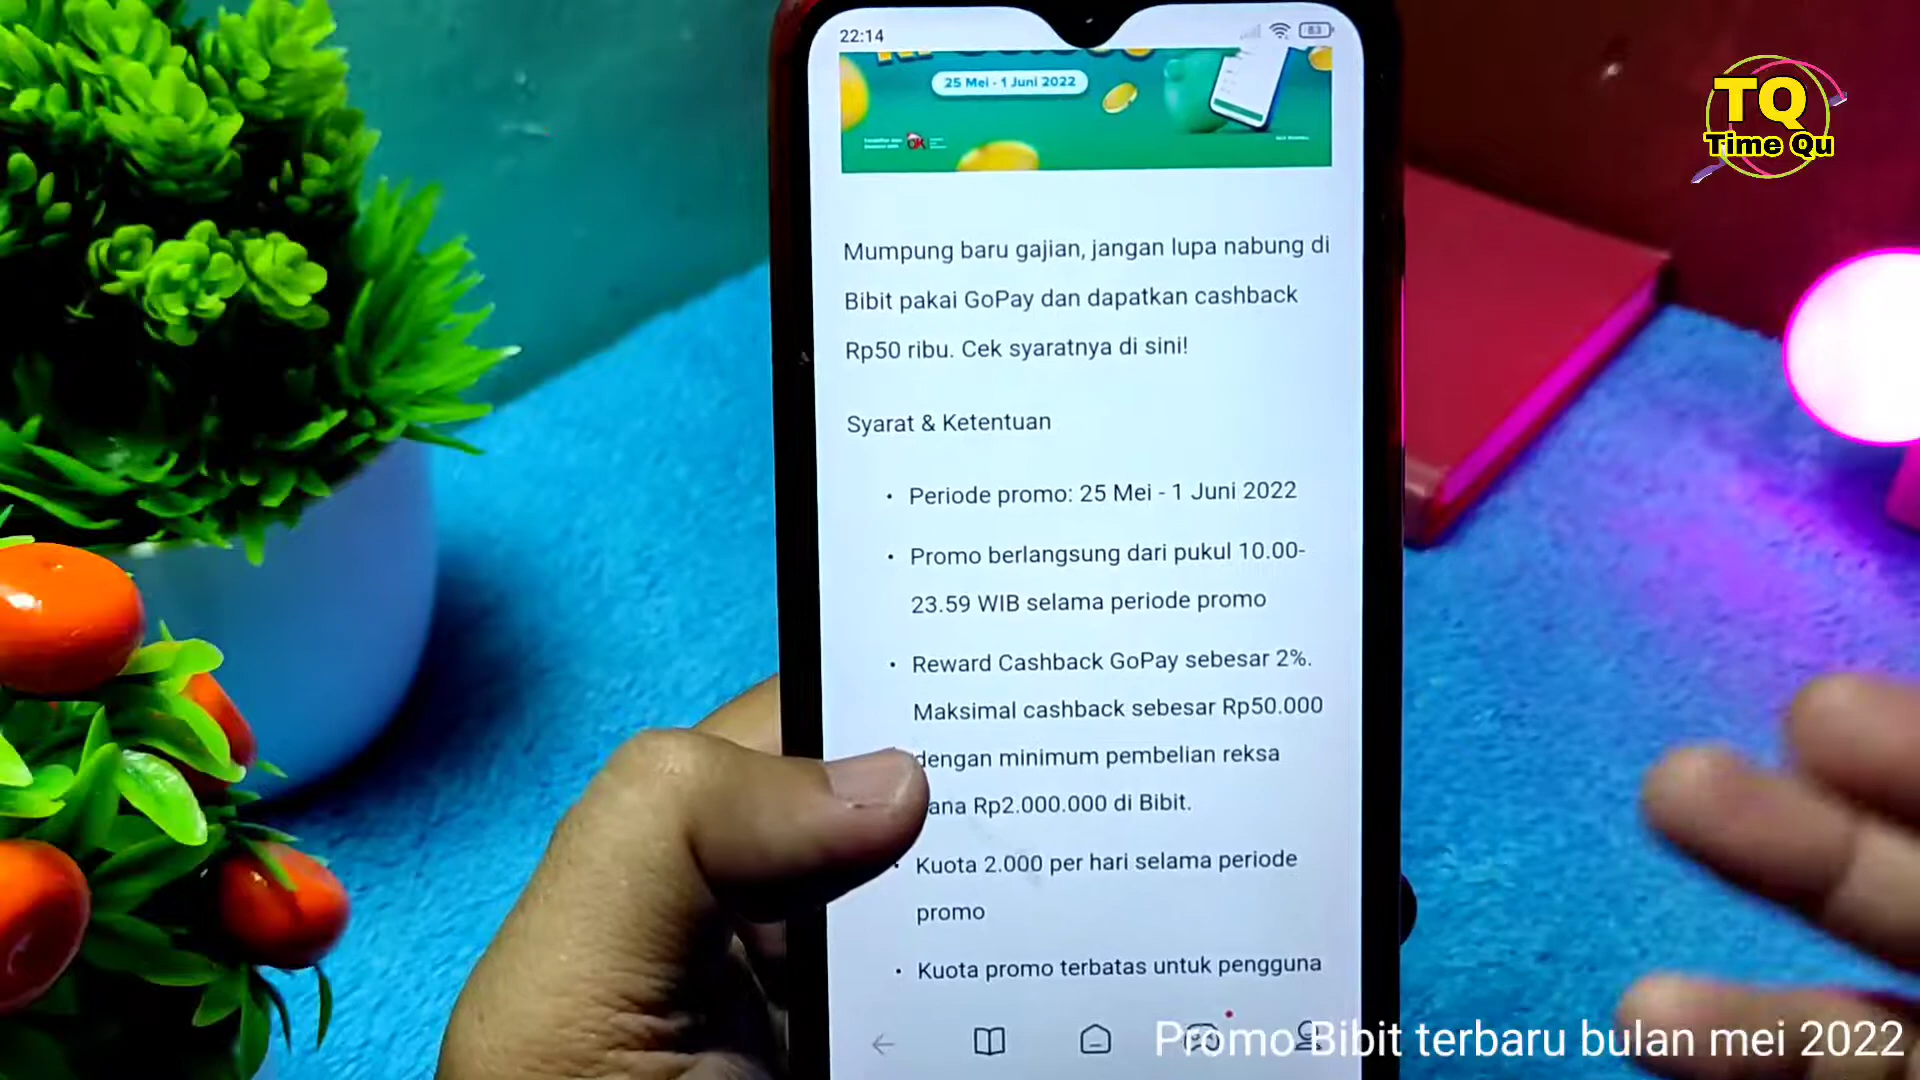 22:14
83
25 Mei - 1 Juni 2022
OK
TQ
Time Qu
Mumpung baru gajian, jangan lupa nabung di
Bibit pakai GoPay dan dapatkan cashback
Rp50 ribu. Cek syaratnya di sini!
Syarat & Ketentuan
• Periode promo: 25 Mei - 1 Juni 2022
• Promo berlangsung dari pukul 10.00-
23.59 WIB selama periode promo
• Reward Cashback GoPay sebesar 2%.
Maksimal cashback sebesar Rp50.000
dengan minimum pembelian reksa
ana Rp2.000.000 di Bibit.
• Kuota 2.000 per hari selama periode
promo
• Kuota promo terbatas untuk pengguna
Promo Bibit terbaru bulan mei 2022